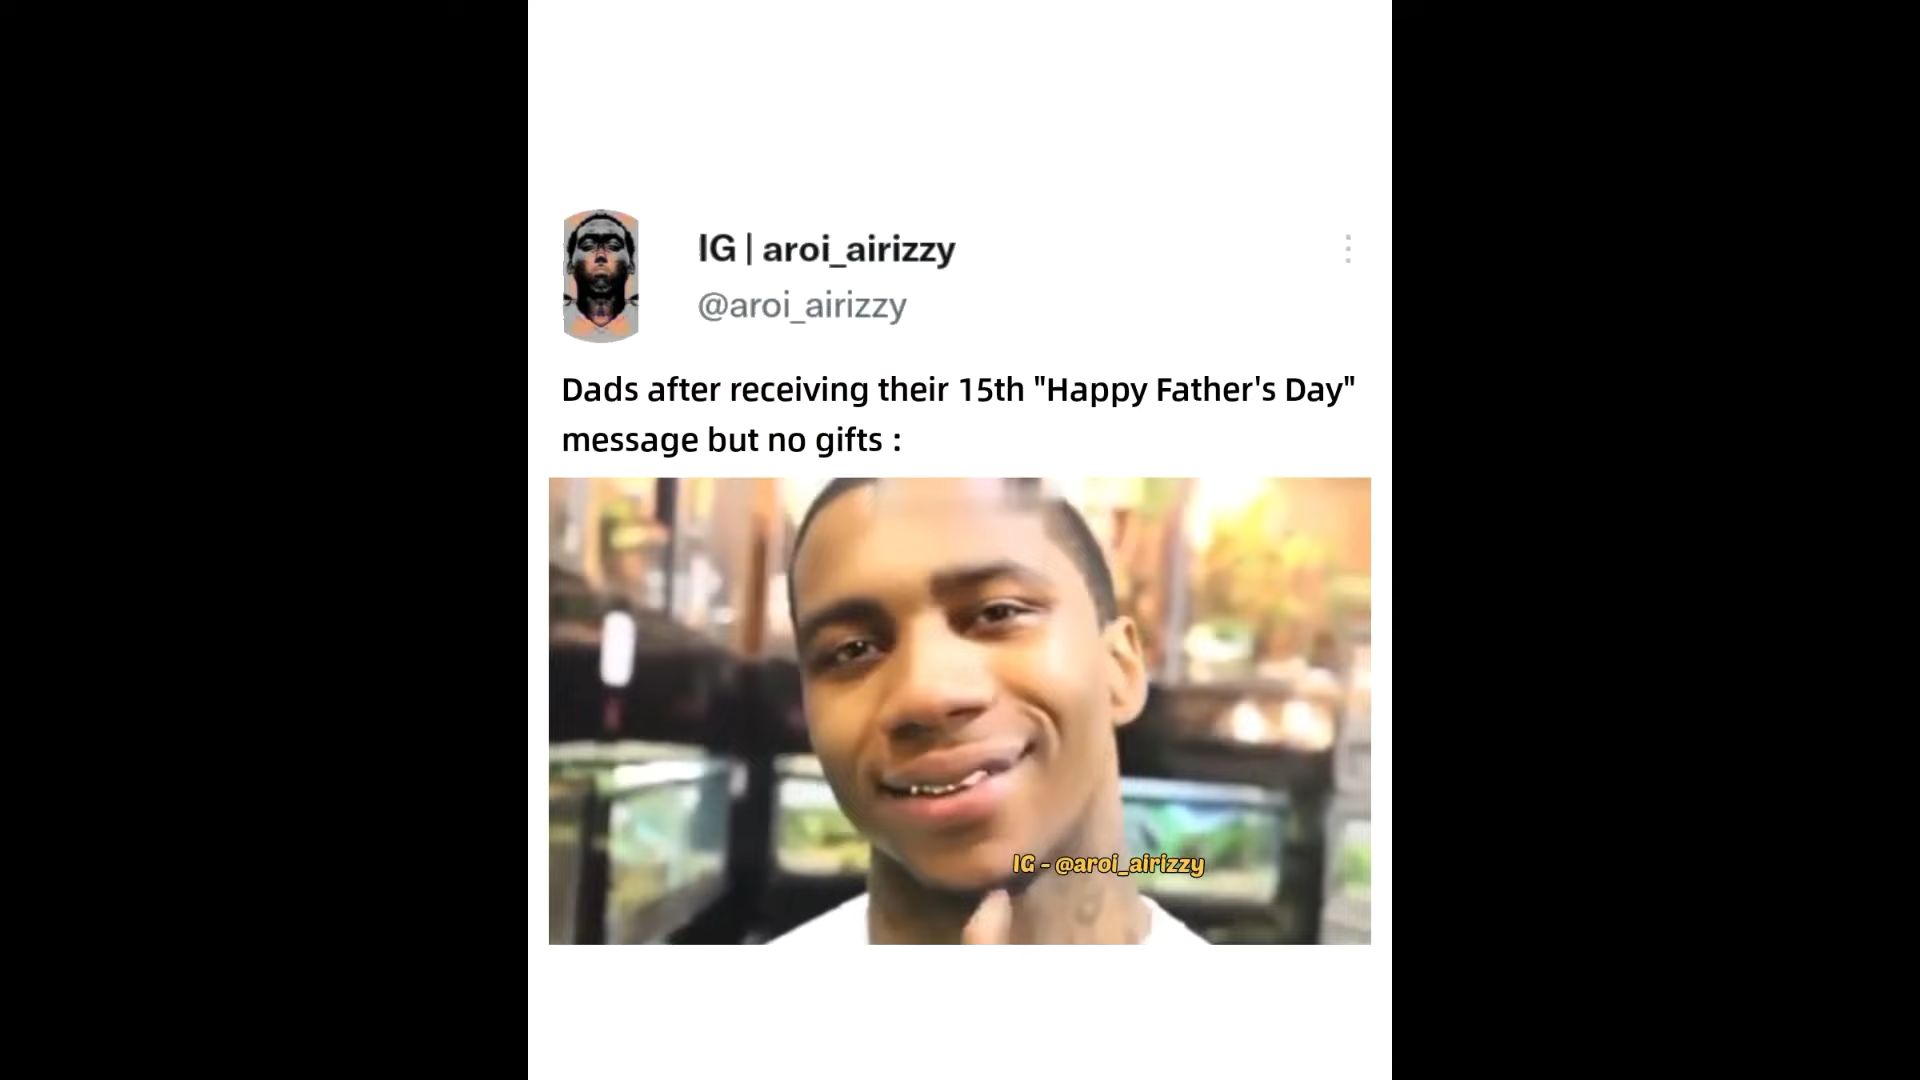 IG | aroi_airizzy
@aroi_airizzy
Dads after receiving their 15th "Happy Father's Day"
message but no gifts :
IG - @aroi_airizzy